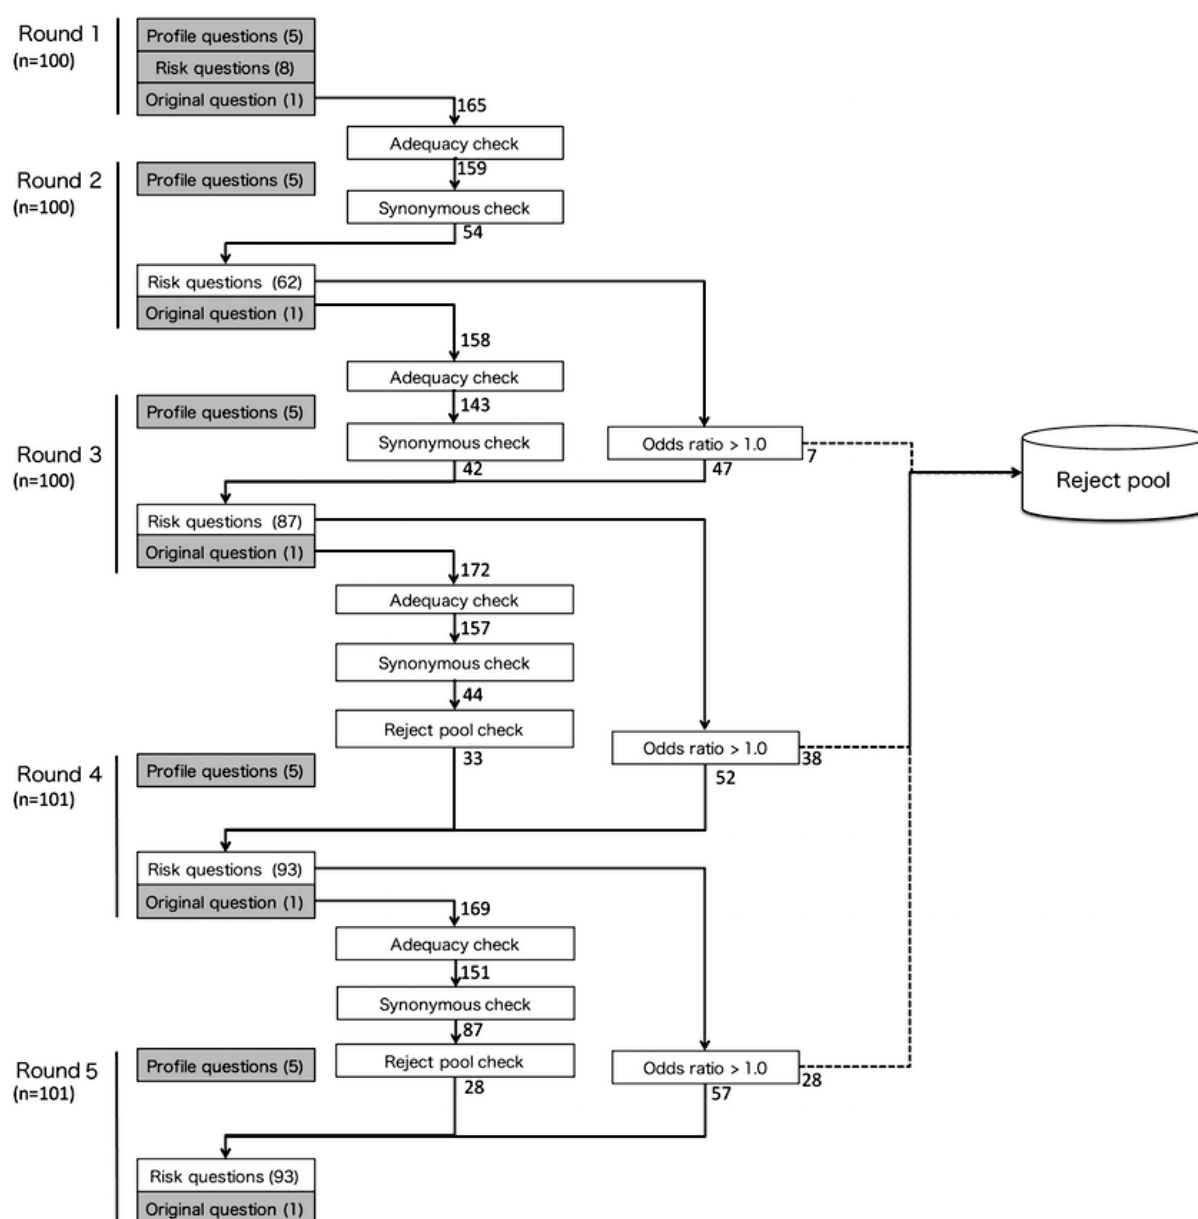 Round 1
(n=100)
Profile questions (5)
Risk questions (8)
Original question (1)
165
Adequacy check
159
Round 2
(n=100)
Profile questions (5)
Synonymous check
54
Risk questions (62)
Original question (1)
158
Adequacy check
143
Round 3
(n=100)
Profile questions (5)
Synonymous check
42
Odds ratio > 1.0
7
47
Reject pool
Risk questions (87)
Original question (1)
172
Adequacy check
157
Synonymous check
44
Reject pool check
33
Odds ratio > 1.0
38
52
Round 4
(n=101)
Profile questions (5)
Risk questions (93)
Original question (1)
169
Adequacy check
151
Synonymous check
87
Reject pool check
28
Odds ratio > 1.0
28
57
Round 5
(n=101)
Profile questions (5)
Risk questions (93)
Original question (1)